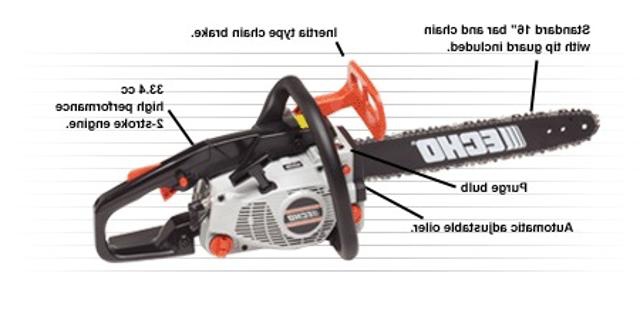 Inertia type chain brake.
Standard 16" bar and chain
with tip guard included.
33.4 cc
high performance
2-stroke engine.
ECHO
Purge bulb
ECHO
Automatic adjustable oiler.